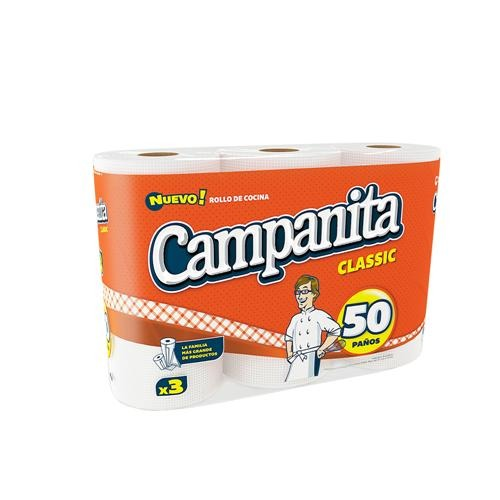 NUEVO! ROLLO DE COCINA
Campanita
CLASSIC
50
PAÑOS
LA FAMILIA
MÁS GRANDE
DE PRODUCTOS
x3